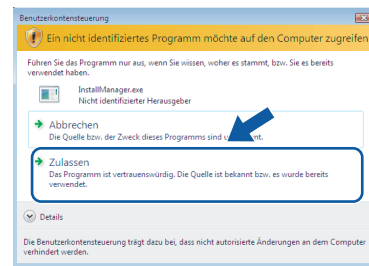 Benutzerkontensteuerung
Ein nicht identifiziertes Programm möchte auf den Computer zugreifen
Führen Sie das Programm nur aus, wenn Sie wissen, woher es stammt, bzw. Sie es bereits
verwendet haben.
InstallManager.exe
Nicht identifizierter Herausgeber
Abbrechen
Die Quelle bzw. der Zweck dieses Programms sind
Zulassen
Das Programm ist vertrauenswürdig. Die Quelle ist bekannt bzw. es wurde bereits
verwendet.
Details
Die Benutzerkontensteuerung trägt dazu bei, dass nicht autorisierte Änderungen an dem Computer
verhindert werden.